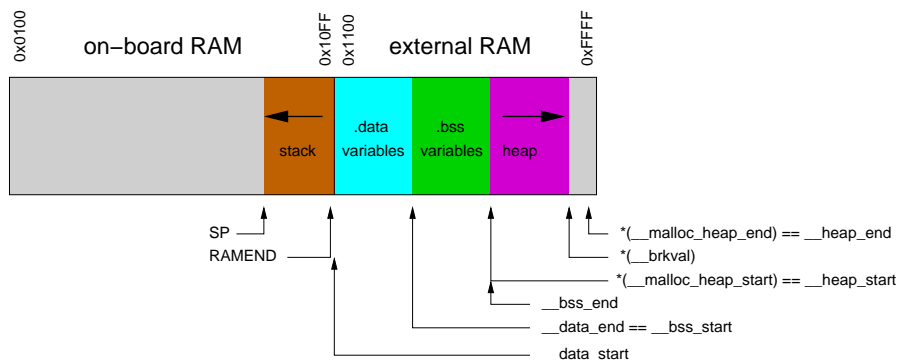 0x0100
on−board RAM
0x10FF
0x1100
external RAM
0xFFFF
stack
.data
variables
.bss
variables
heap
SP
RAMEND
*(__malloc_heap_end) == __heap_end
*(__brkval)
*(__malloc_heap_start) == __heap_start
__bss_end
__data_end == __bss_start
__data_start